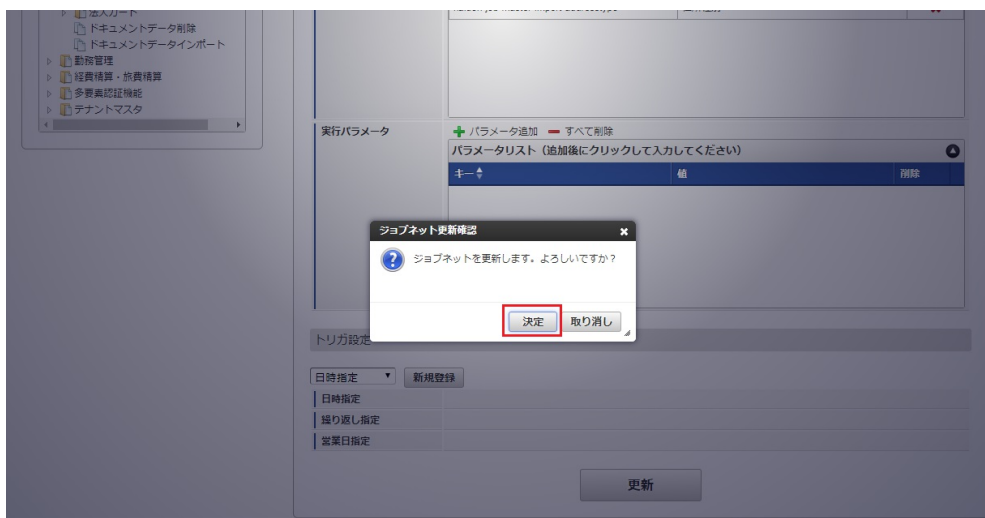 法人カード
ドキュメントデータ削除
ドキュメントデータインポート
勤務管理
経費精算・旅費精算
多要素認証機能
テナントマスタ
実行パラメータ
パラメータ追加 すべて削除
パラメータリスト（追加後にクリックして入力してください）
キー 値 削除
ジョブネット更新確認
ジョブネットを更新します。よろしいですか？
決定 取り消し
トリガ設定
日時指定 新規登録
日時指定
繰り返し指定
営業日指定
更新